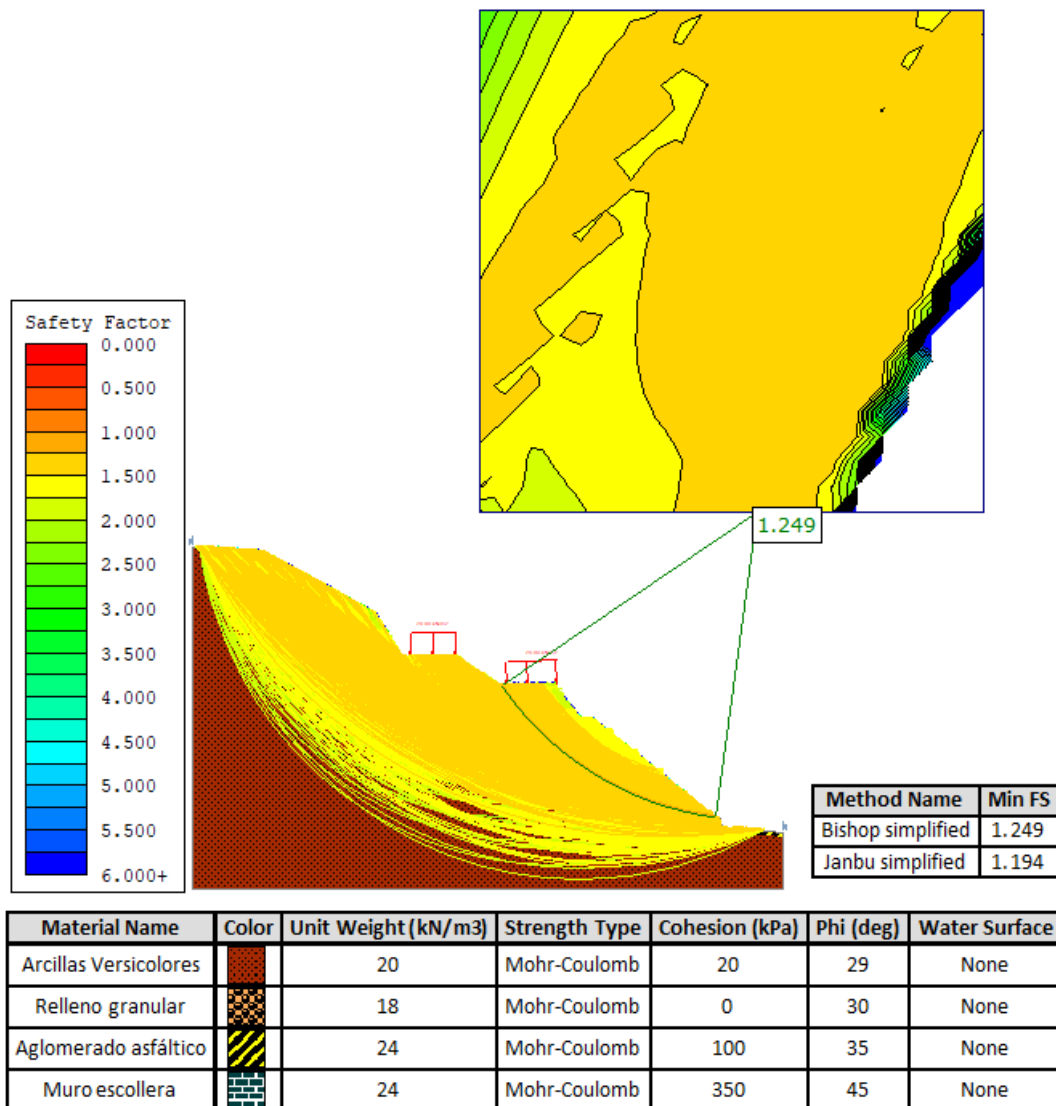 Safety Factor
0.000
0.500
1.000
1.500
2.000
2.500
3.000
3.500
4.000
4.500
5.000
5.500
6.000+
1.249
Method Name Min FS
Bishop simplified 1.249
Janbu simplified 1.194
Material Name Color Unit Weight (kN/m3) Strength Type Cohesion (kPa) Phi (deg) Water Surface
Arcillas Versicolores 20 Mohr-Coulomb 20 29 None
Relleno granular 18 Mohr-Coulomb 0 30 None
Aglomerado asfáltico 24 Mohr-Coulomb 100 35 None
Muro escollera 24 Mohr-Coulomb 350 45 None